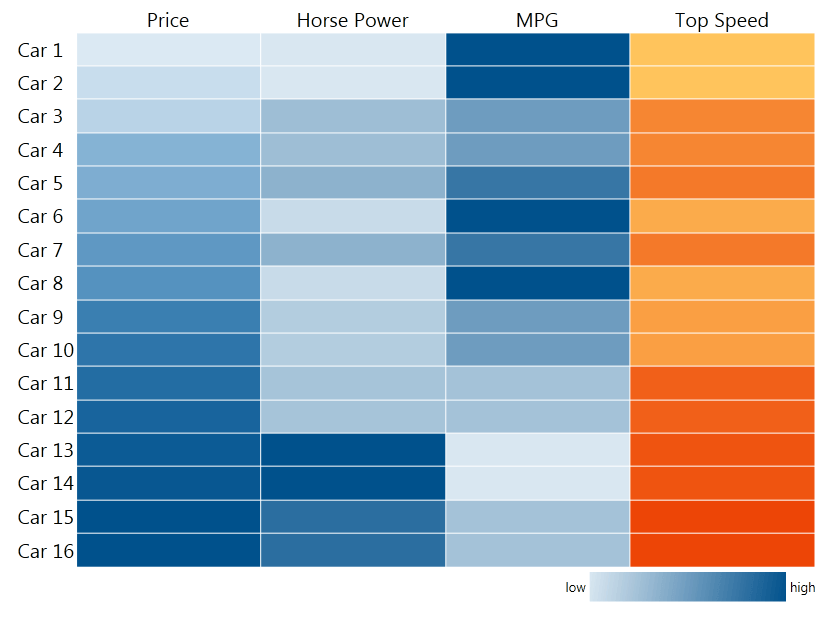 Price Horse Power MPG Top Speed
Car 1
Car 2
Car 3
Car 4
Car 5
Car 6
Car 7
Car 8
Car 9
Car 10
Car 11
Car 12
Car 13
Car 14
Car 15
Car 16
low high